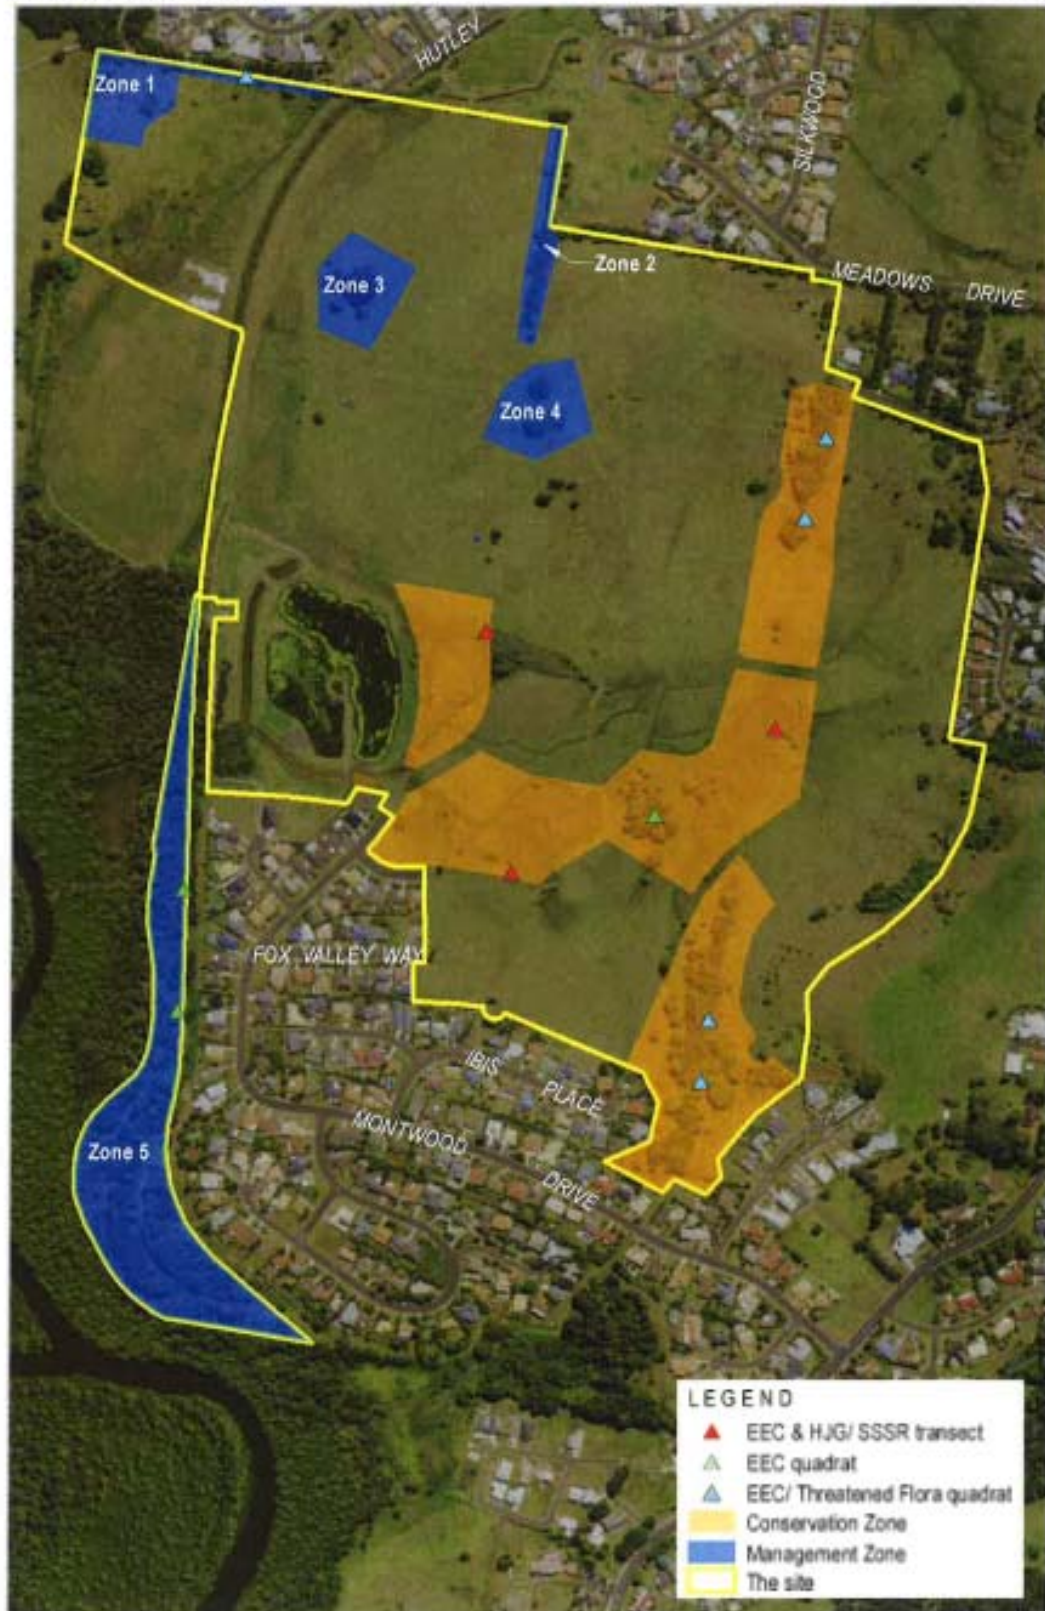 HUTLEY
SILKWOOD
Zone 1
Zone 2
MEADOWS DRIVE
Zone 3
Zone 4
FOX VALLEY WAY
IBIS PLACE
MONTWOOD DRIVE
Zone 5
LEGEND
EEC & HJG/ SSSR transect
EEC quadrat
EEC/ Threatened Flora quadrat
Conservation Zone
Management Zone
The site